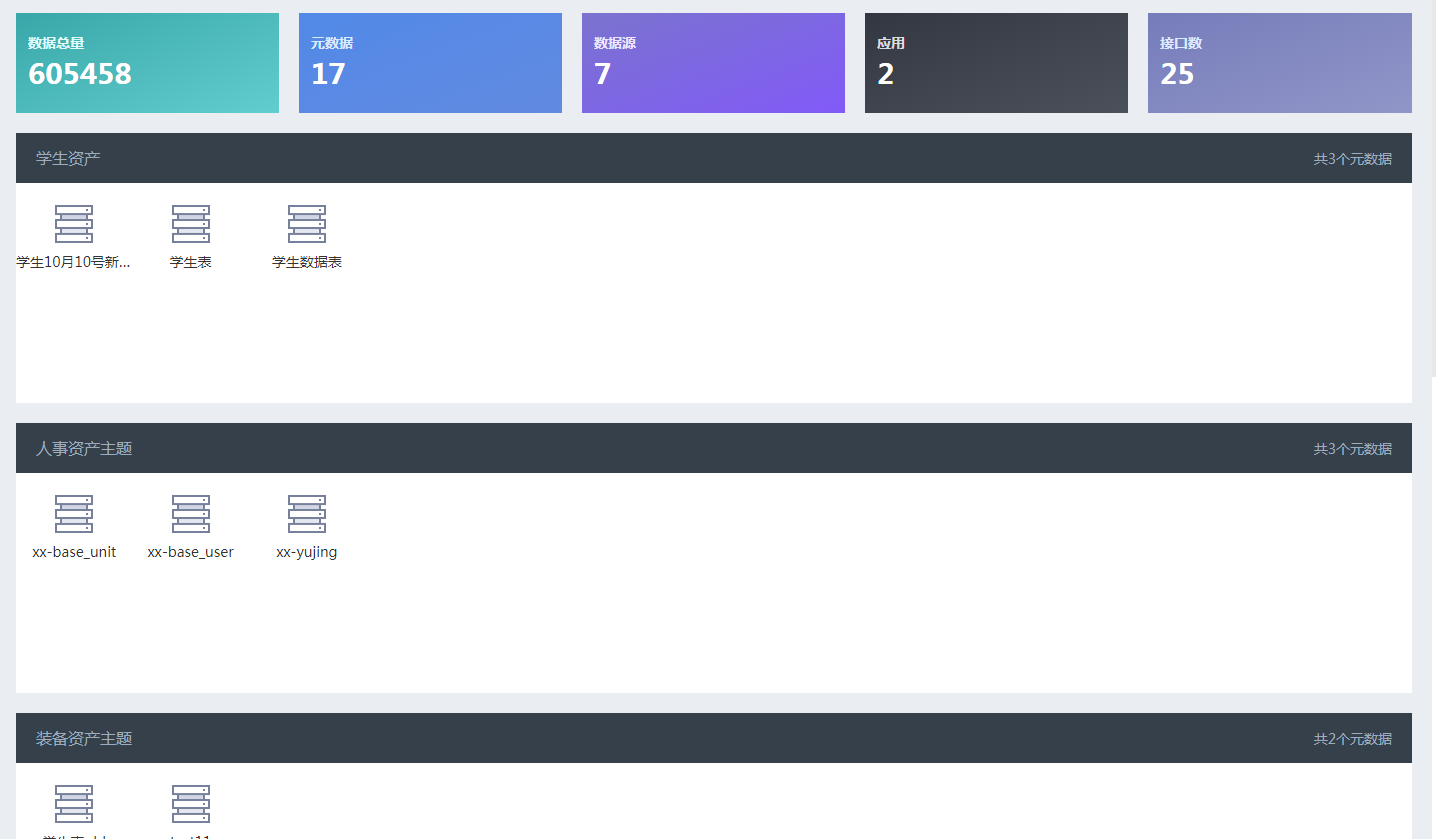 数据总量
605458
元数据
17
数据源
7
应用
2
接口数
25
学生资产
共3个元数据
学生10月10号新...
学生表
学生数据表
人事资产主题
共3个元数据
xx-base_unit
xx-base_user
xx-yujing
装备资产主题
共2个元数据